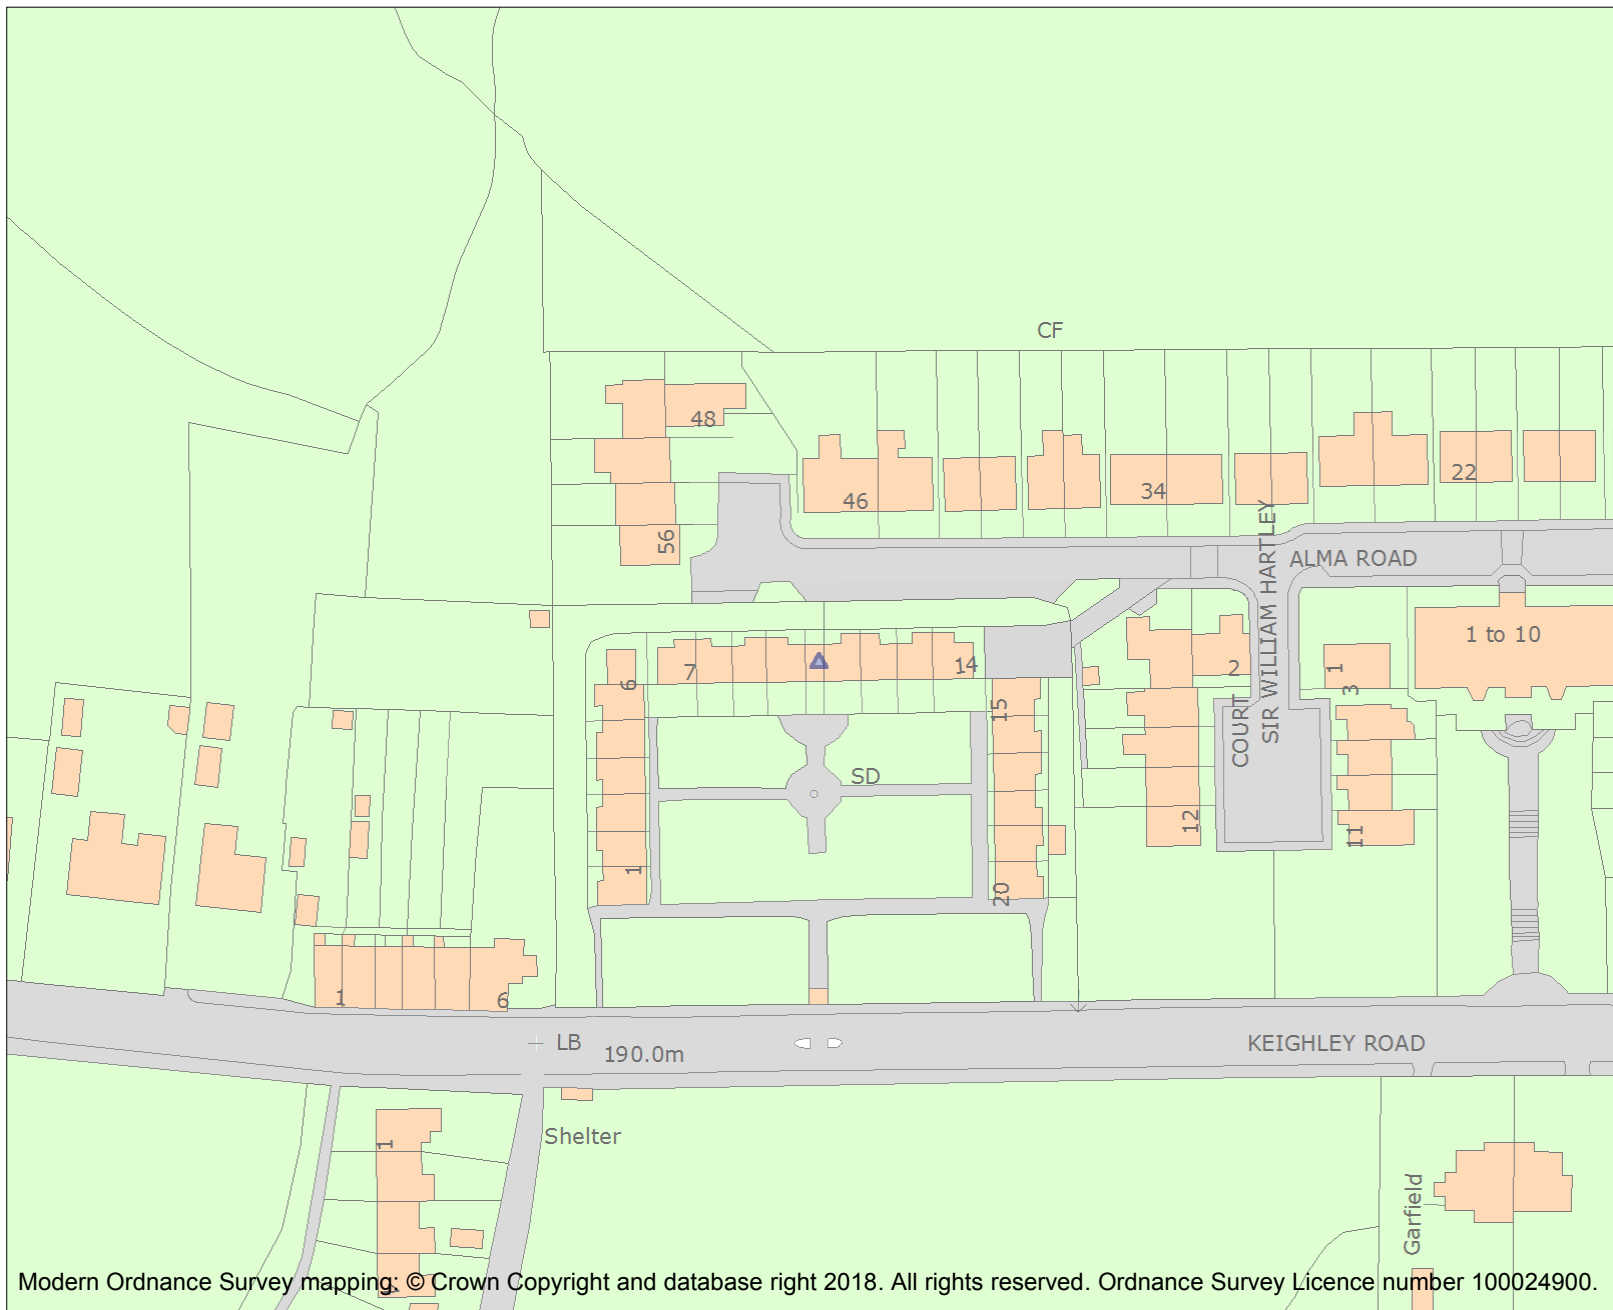 CF
48
46
34
22
56
ALMA ROAD
SIR WILLIAM HARTLEY
COURT
1 to 10
7
14
6
2
1
3
15
SD
12
11
1
20
1
6
LB
190.0m
KEIGHLEY ROAD
Shelter
1
Garfield
Modern Ordnance Survey mapping: © Crown Copyright and database right 2018. All rights reserved. Ordnance Survey Licence number 100024900.